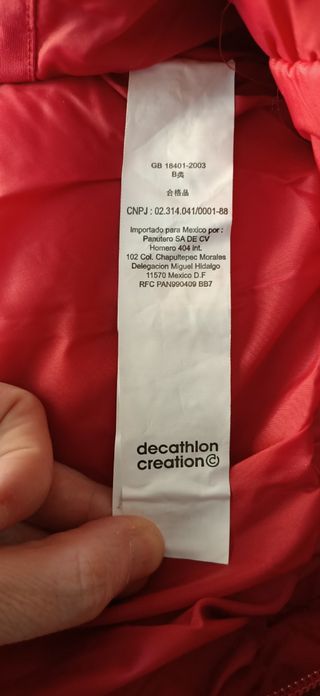 GB 18401-2003
B类
合格品
CNPJ : 02.314.041/0001-88
Importado para Mexico por :
Panutero SA DE CV
Homero 404 int.
102 Col. Chapultepec Morales
Delegacion Miguel Hidalgo
11570 Mexico D.F
RFC PAN990409 BB7
decathlon
creation©